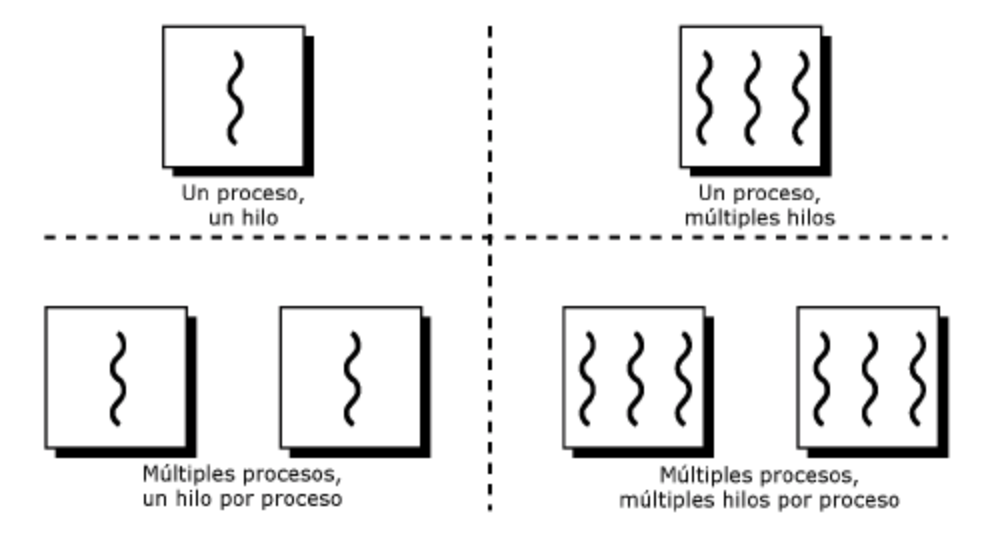 Un proceso,
un hilo
Un proceso,
múltiples hilos
Múltiples procesos,
un hilo por proceso
Múltiples procesos,
múltiples hilos por proceso